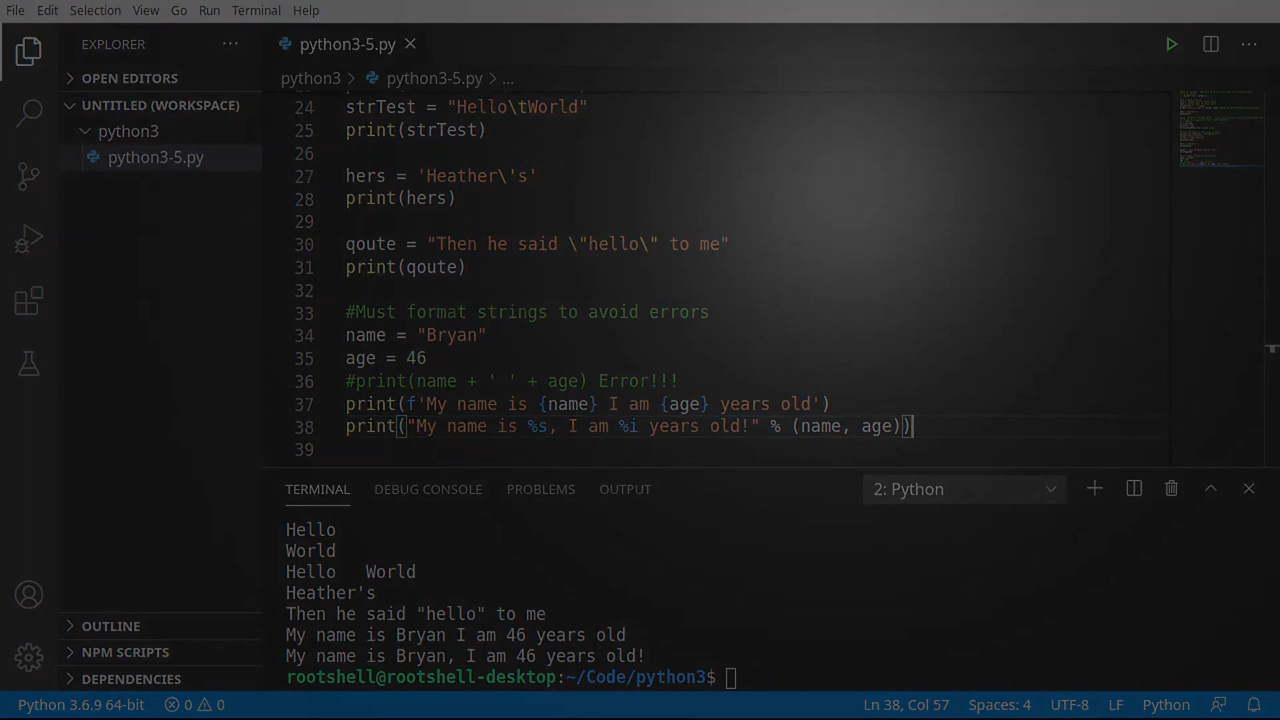 File Edit Selection View Go Run Terminal Help
EXPLORER ...
python3-5.py
OPEN EDITORS
python3 > python3-5.py > ...
UNTITLED (WORKSPACE)
python3
python3-5.py
24 strTest = "Hello\tWorld"
25 print(strTest)
26
27 hers = 'Heather\'s'
28 print(hers)
29
30 qoute = "Then he said \"hello\" to me"
31 print(qoute)
32
33 #Must format strings to avoid errors
34 name = "Bryan"
35 age = 46
36 #print(name + ' ' + age) Error!!!
37 print(f'My name is {name} I am {age} years old')
38 print("My name is %s, I am %i years old!" % (name, age))
39
TERMINAL DEBUG CONSOLE PROBLEMS OUTPUT 2: Python
Hello
World
Hello   World
Heather's
Then he said "hello" to me
My name is Bryan I am 46 years old
My name is Bryan, I am 46 years old!
rootshell@rootshell-desktop:~/Code/python3$
OUTLINE
NPM SCRIPTS
DEPENDENCIES
Python 3.6.9 64-bit 0 0 Ln 38, Col 57 Spaces: 4 UTF-8 LF Python